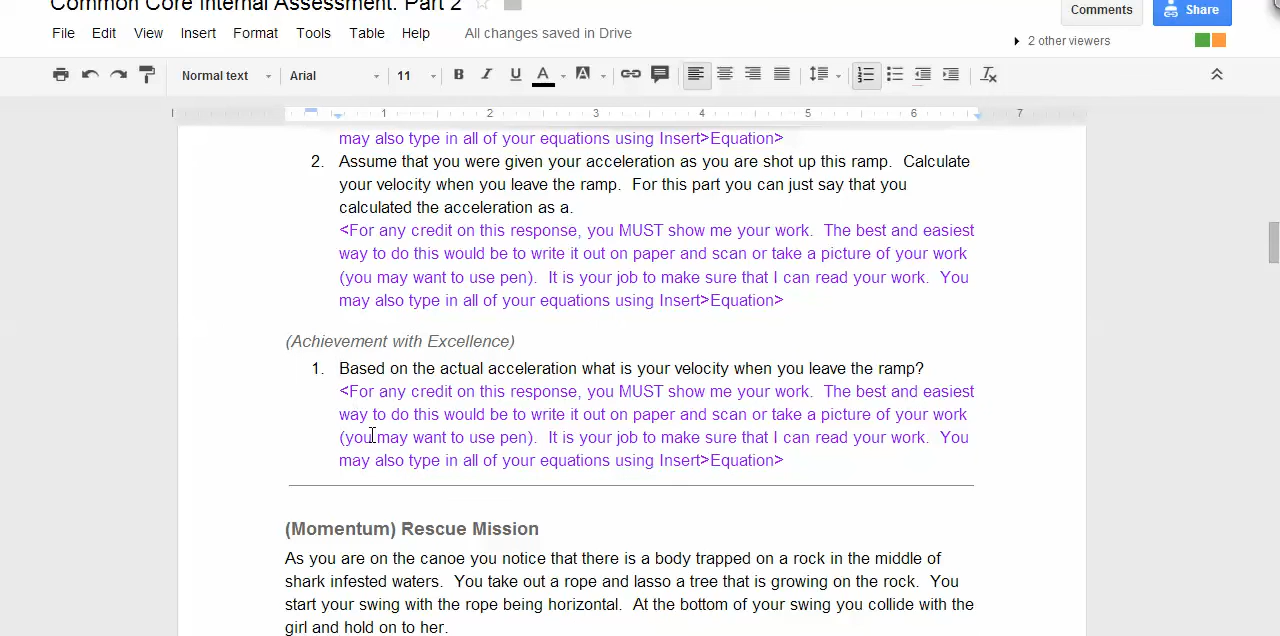 Common Core Internal Assessment. Part 2
Comments
Share
File Edit View Insert Format Tools Table Help All changes saved in Drive
2 other viewers
Normal text Arial 11 B I U A A
1 1 2 3 4 5 6 7
may also type in all of your equations using Insert>Equation>
2. Assume that you were given your acceleration as you are shot up this ramp. Calculate
your velocity when you leave the ramp. For this part you can just say that you
calculated the acceleration as a.
<For any credit on this response, you MUST show me your work. The best and easiest
way to do this would be to write it out on paper and scan or take a picture of your work
(you may want to use pen). It is your job to make sure that I can read your work. You
may also type in all of your equations using Insert>Equation>
(Achievement with Excellence)
1. Based on the actual acceleration what is your velocity when you leave the ramp?
<For any credit on this response, you MUST show me your work. The best and easiest
way to do this would be to write it out on paper and scan or take a picture of your work
(you may want to use pen). It is your job to make sure that I can read your work. You
may also type in all of your equations using Insert>Equation>
(Momentum) Rescue Mission
As you are on the canoe you notice that there is a body trapped on a rock in the middle of
shark infested waters. You take out a rope and lasso a tree that is growing on the rock. You
start your swing with the rope being horizontal. At the bottom of your swing you collide with the
girl and hold on to her.